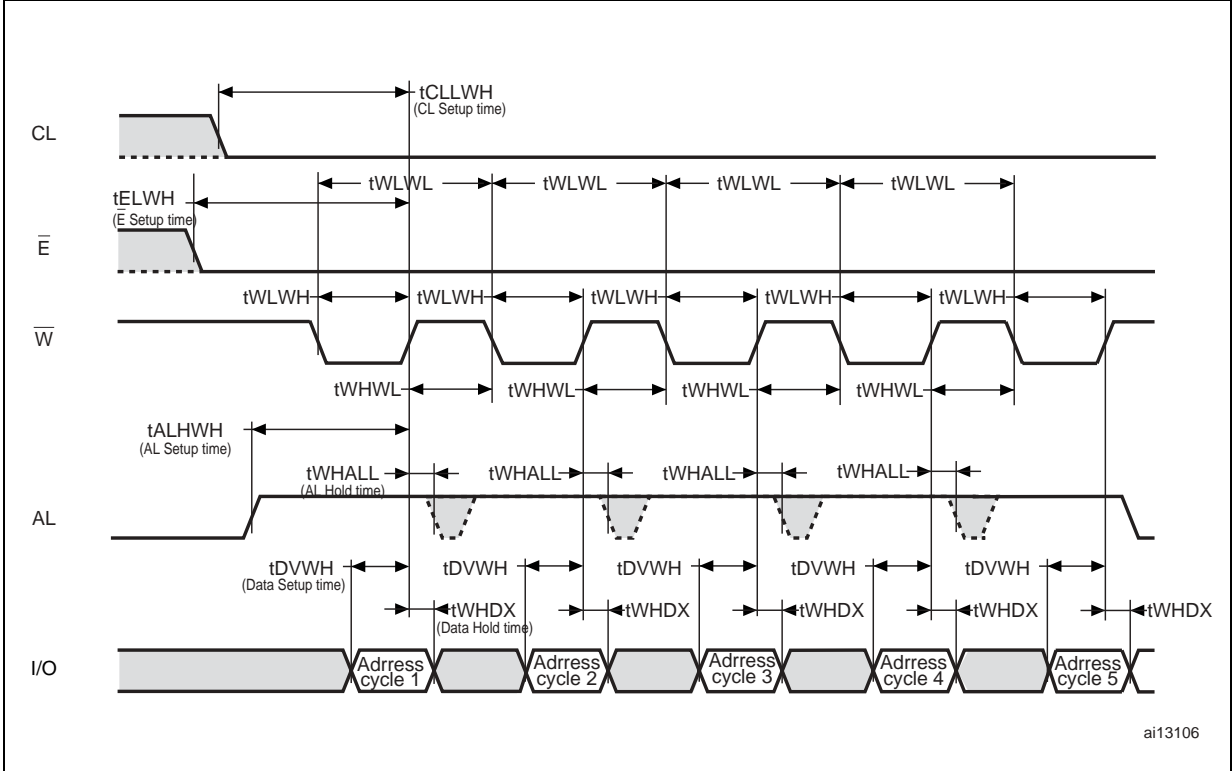 tCLLWH
(CL Setup time)
CL
tWLWL tWLWL tWLWL tWLWL
tELWH
(E Setup time)
E
tWLWH tWLWH tWLWH tWLWH tWLWH
W
tWHWL tWHWL tWHWL tWHWL
tALHWH
(AL Setup time)
tWHALL tWHALL tWHALL tWHALL
(AL Hold time)
AL
tDVWH tDVWH tDVWH tDVWH tDVWH
(Data Setup time)
tWHDX tWHDX tWHDX tWHDX tWHDX
(Data Hold time)
I/O
Adrress Adrress Adrress Adrress Adrress
cycle 1 cycle 2 cycle 3 cycle 4 cycle 5
ai13106